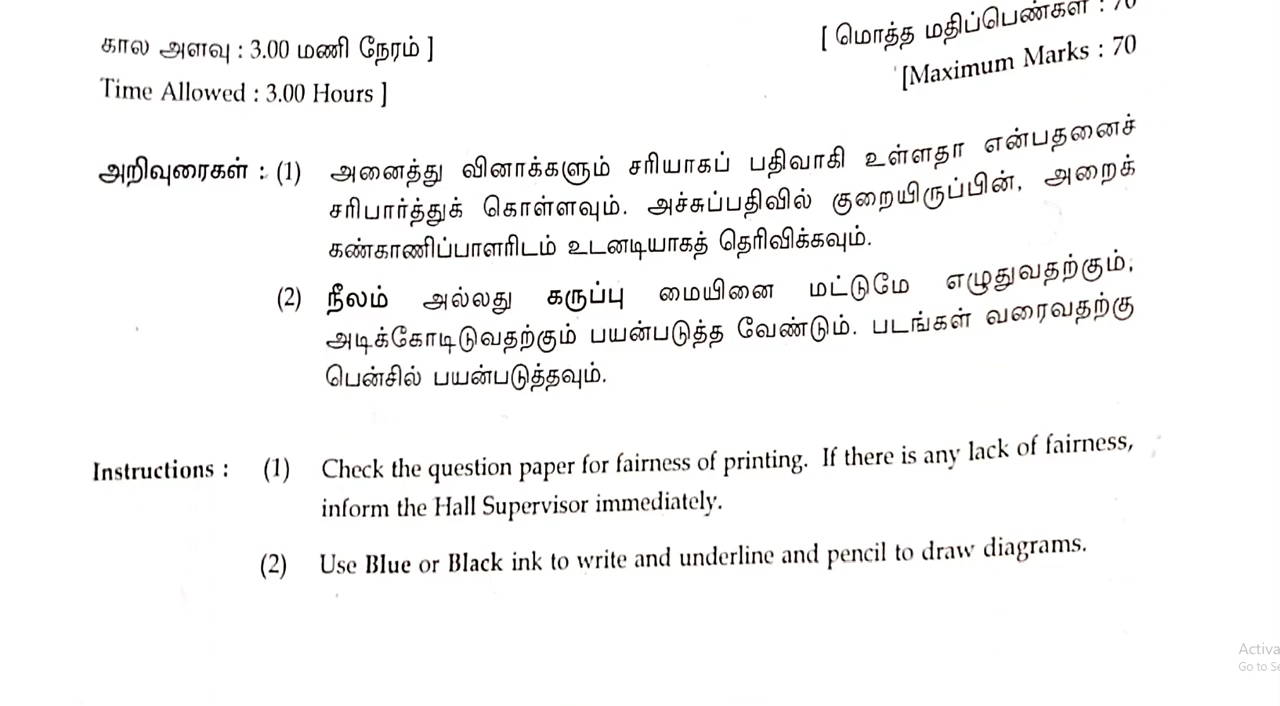 கால அளவு : 3.00 மணி நேரம் ]
[ மொத்த மதிப்பெண்கள் : 70
Time Allowed : 3.00 Hours ]
[Maximum Marks : 70
அறிவுரைகள் : (1) அனைத்து வினாக்களும் சரியாகப் பதிவாகி உள்ளதா என்பதனைச்
சரிபார்த்துக் கொள்ளவும். அச்சுப்பதிவில் குறையிருப்பின், அறைக்
கண்காணிப்பாளரிடம் உடனடியாகத் தெரிவிக்கவும்.
(2) நீலம் அல்லது கருப்பு மையினை மட்டுமே எழுதுவதற்கும்,
அடிக்கோடிடுவதற்கும் பயன்படுத்த வேண்டும். படங்கள் வரைவதற்கு
பென்சில் பயன்படுத்தவும்.
Instructions : (1) Check the question paper for fairness of printing. If there is any lack of fairness,
inform the Hall Supervisor immediately.
(2) Use Blue or Black ink to write and underline and pencil to draw diagrams.
Activa
Go to Se